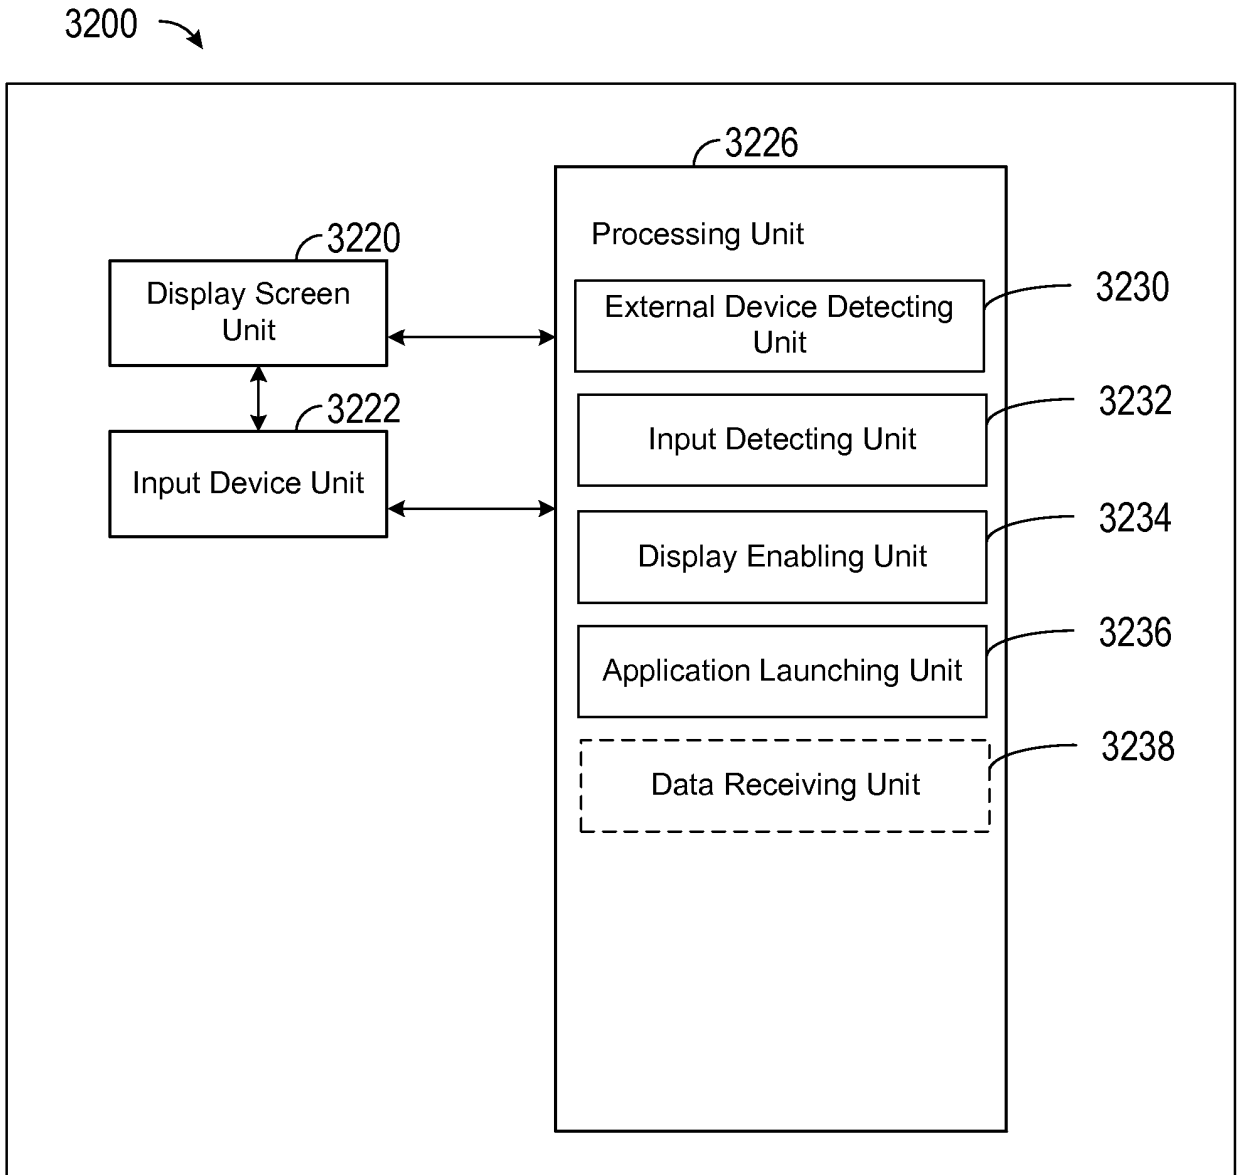 3200
3226
Processing Unit
3220
Display Screen
Unit
3230
External Device Detecting
Unit
3222
Input Device Unit
3232
Input Detecting Unit
3234
Display Enabling Unit
3236
Application Launching Unit
3238
Data Receiving Unit